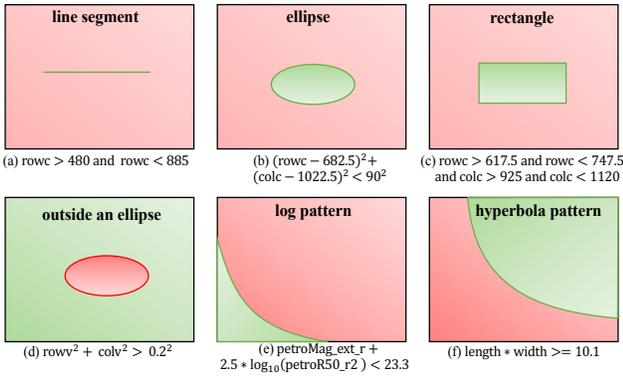 line segment
ellipse
rectangle
(a) rowc > 480 and rowc < 885
(b) (rowc − 682.5)² +
(colc − 1022.5)² < 90²
(c) rowc > 617.5 and rowc < 747.5
and colc > 925 and colc < 1120
outside an ellipse
log pattern
hyperbola pattern
(d) rowv² + colv² > 0.2²
(e) petroMag_ext_r +
2.5 ∗ log₁₀(petroR50_r2 ) < 23.3
(f) length ∗ width >= 10.1